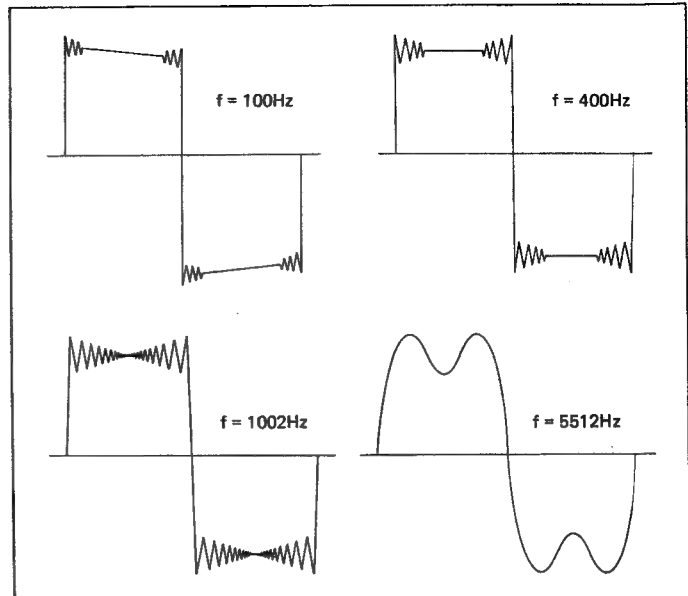 f = 100Hz
f = 400Hz
f = 1002Hz
f = 5512Hz